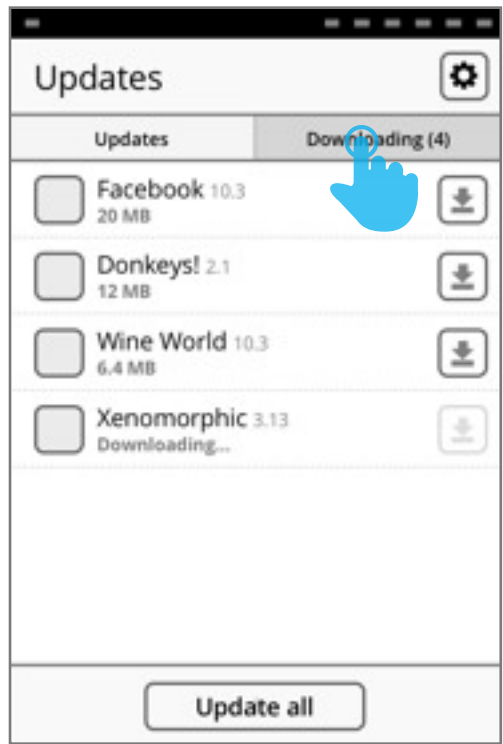 Updates
Updates Downloading (4)
Facebook 10.3
20 MB
Donkeys! 2.1
12 MB
Wine World 10.3
6.4 MB
Xenomorphic 3.13
Downloading...
Update all